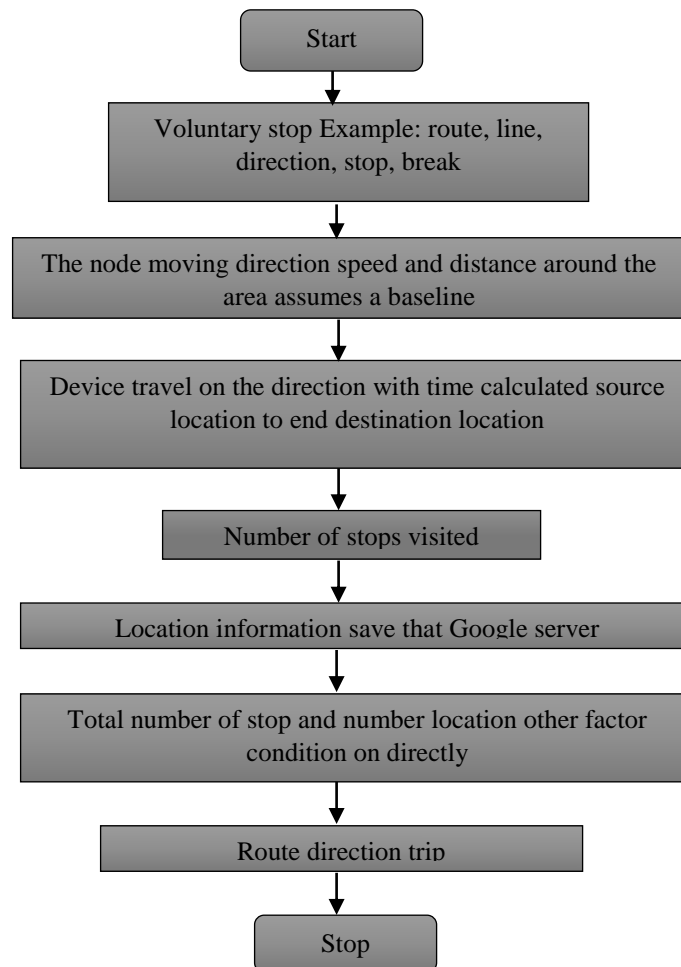 Start
Voluntary stop Example: route, line,
direction, stop, break
The node moving direction speed and distance around the
area assumes a baseline
Device travel on the direction with time calculated source
location to end destination location
Number of stops visited
Location information save that Google server
Total number of stop and number location other factor
condition on directly
Route direction trip
Stop